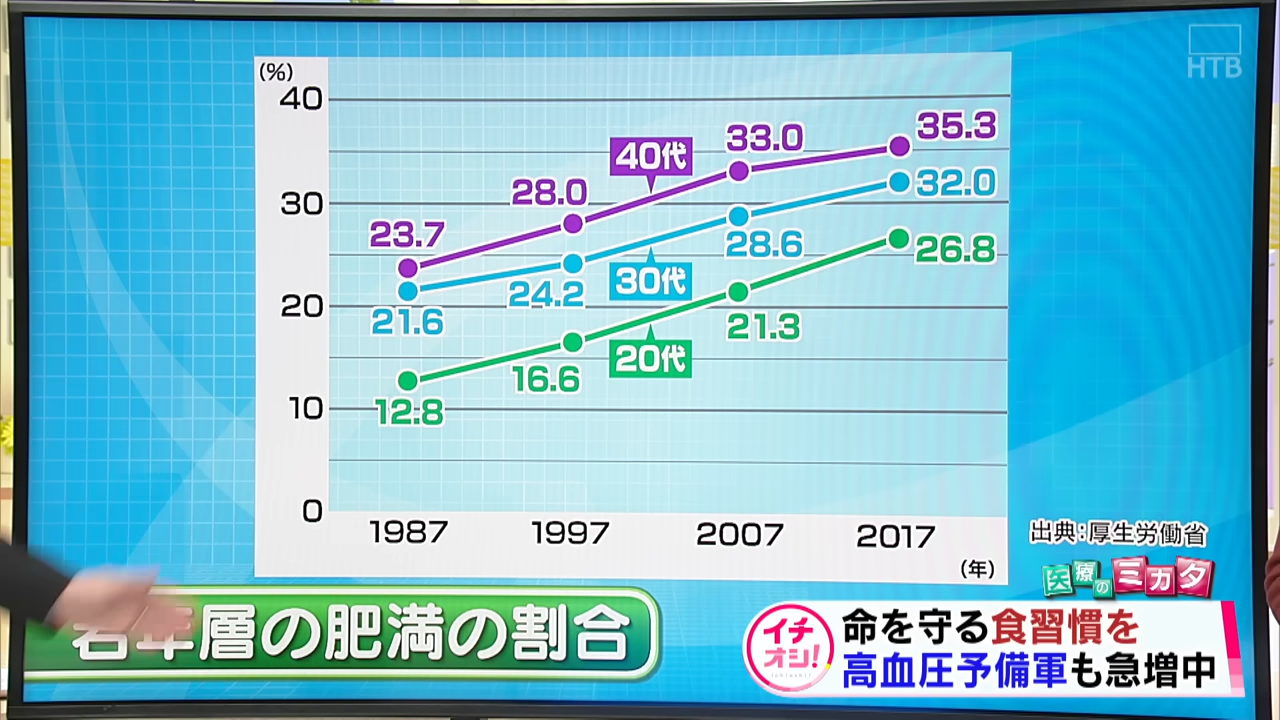 HTB
(%)
40
30
20
10
0
40代
23.7
28.0
33.0
35.3
30代
21.6
24.2
28.6
32.0
20代
12.8
16.6
21.3
26.8
1987
1997
2007
2017
(年)
出典:厚生労働省
医療のミカタ
若年層の肥満の割合
イチオシ!
命を守る食習慣を
高血圧予備軍も急増中